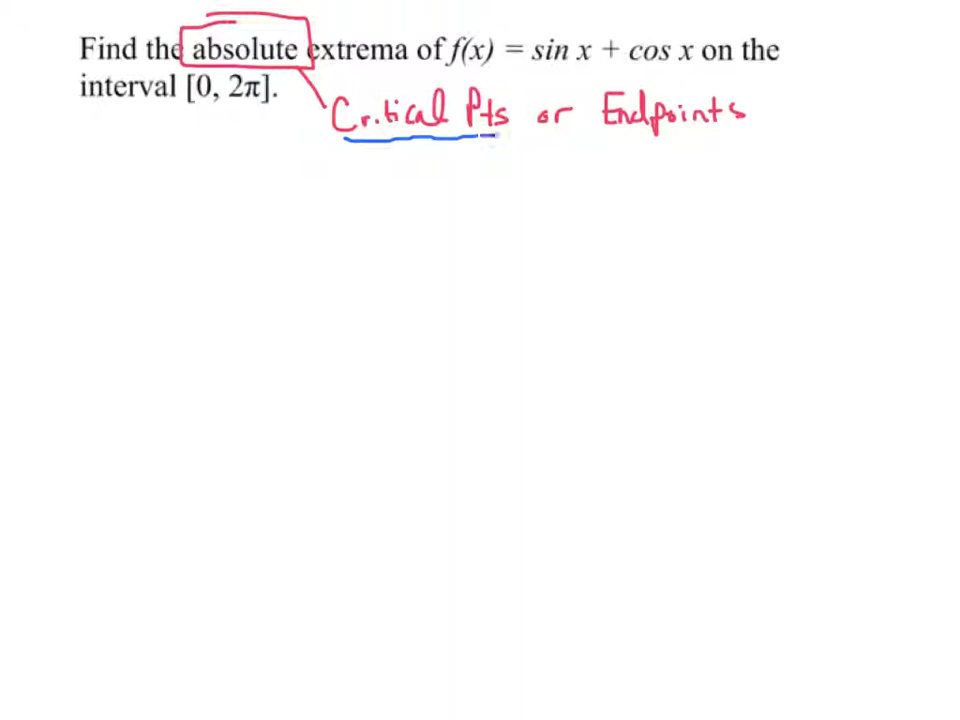 Find the absolute extrema of f(x) = sin x + cos x on the
interval [0, 2π].
Critical Pts or Endpoints